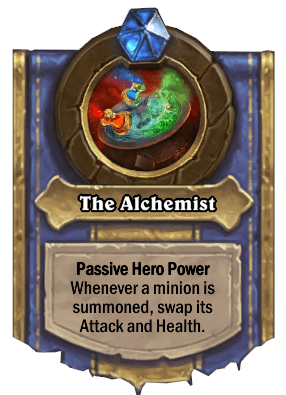 The Alchemist
Passive Hero Power
Whenever a minion is
summoned, swap its
Attack and Health.